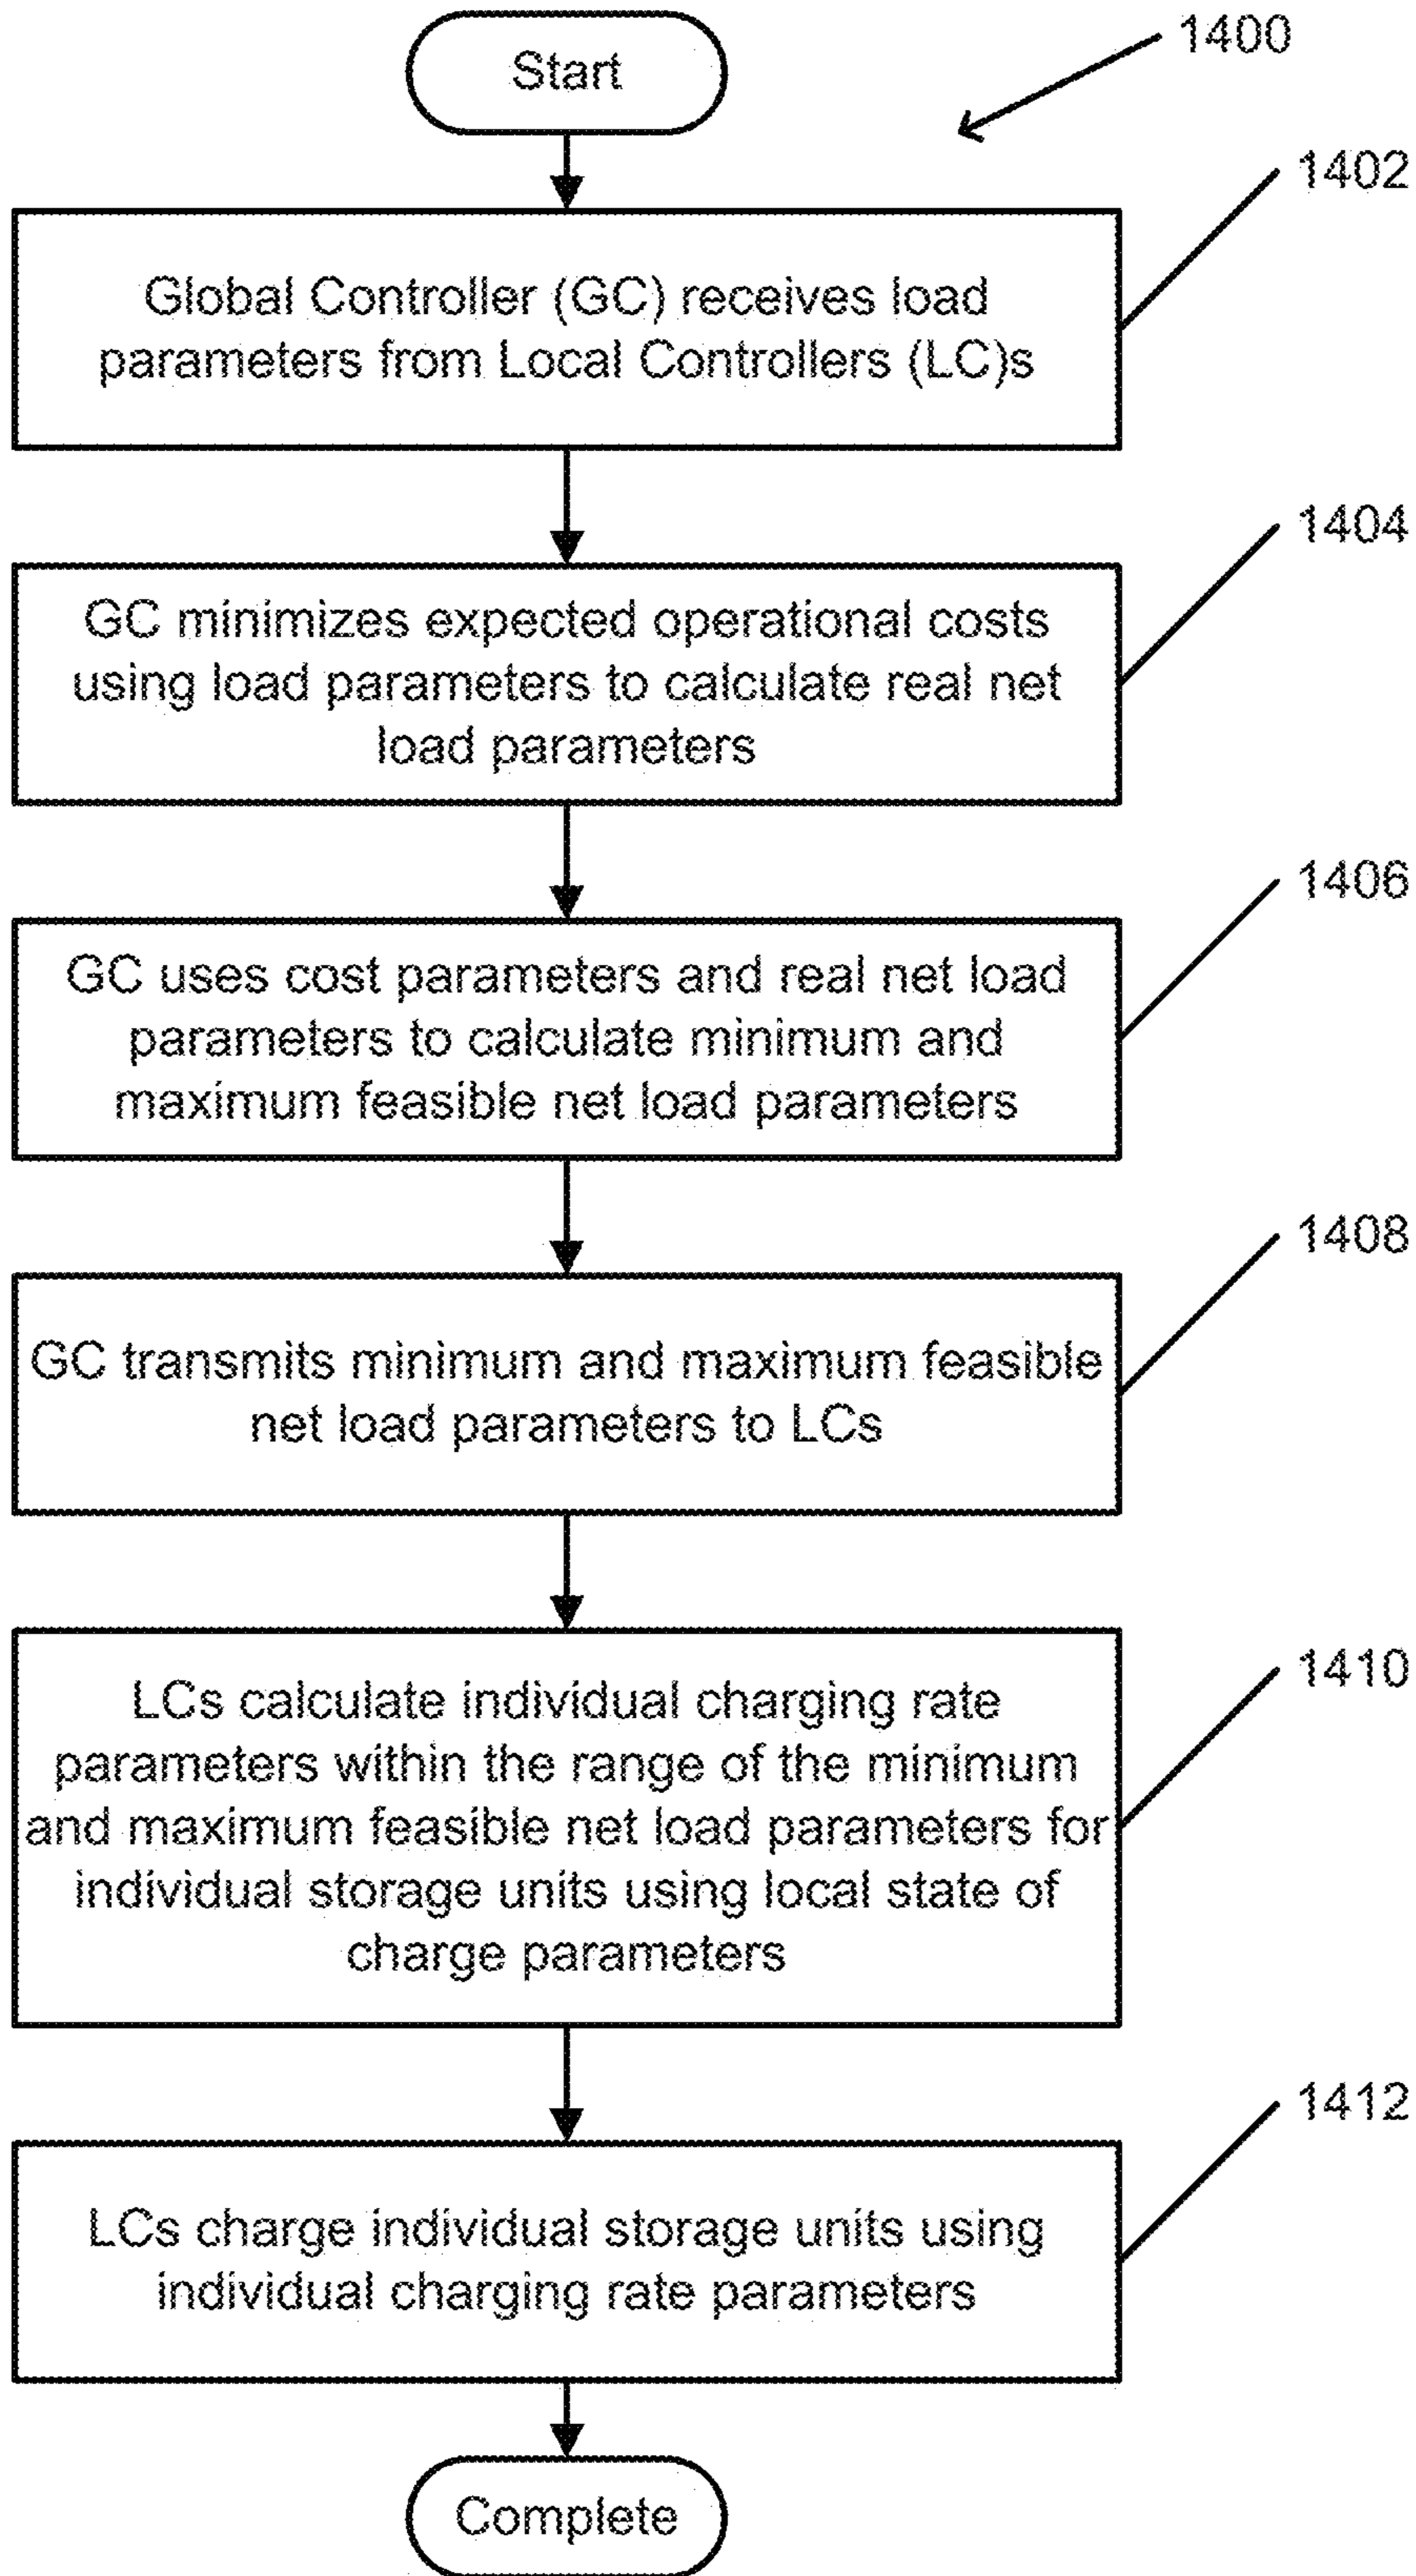 Start
1400
1402
Global Controller (GC) receives load
parameters from Local Controllers (LC)s
1404
GC minimizes expected operational costs
using load parameters to calculate real net
load parameters
1406
GC uses cost parameters and real net load
parameters to calculate minimum and
maximum feasible net load parameters
1408
GC transmits minimum and maximum feasible
net load parameters to LCs
1410
LCs calculate individual charging rate
parameters within the range of the minimum
and maximum feasible net load parameters for
individual storage units using local state of
charge parameters
1412
LCs charge individual storage units using
individual charging rate parameters
Complete